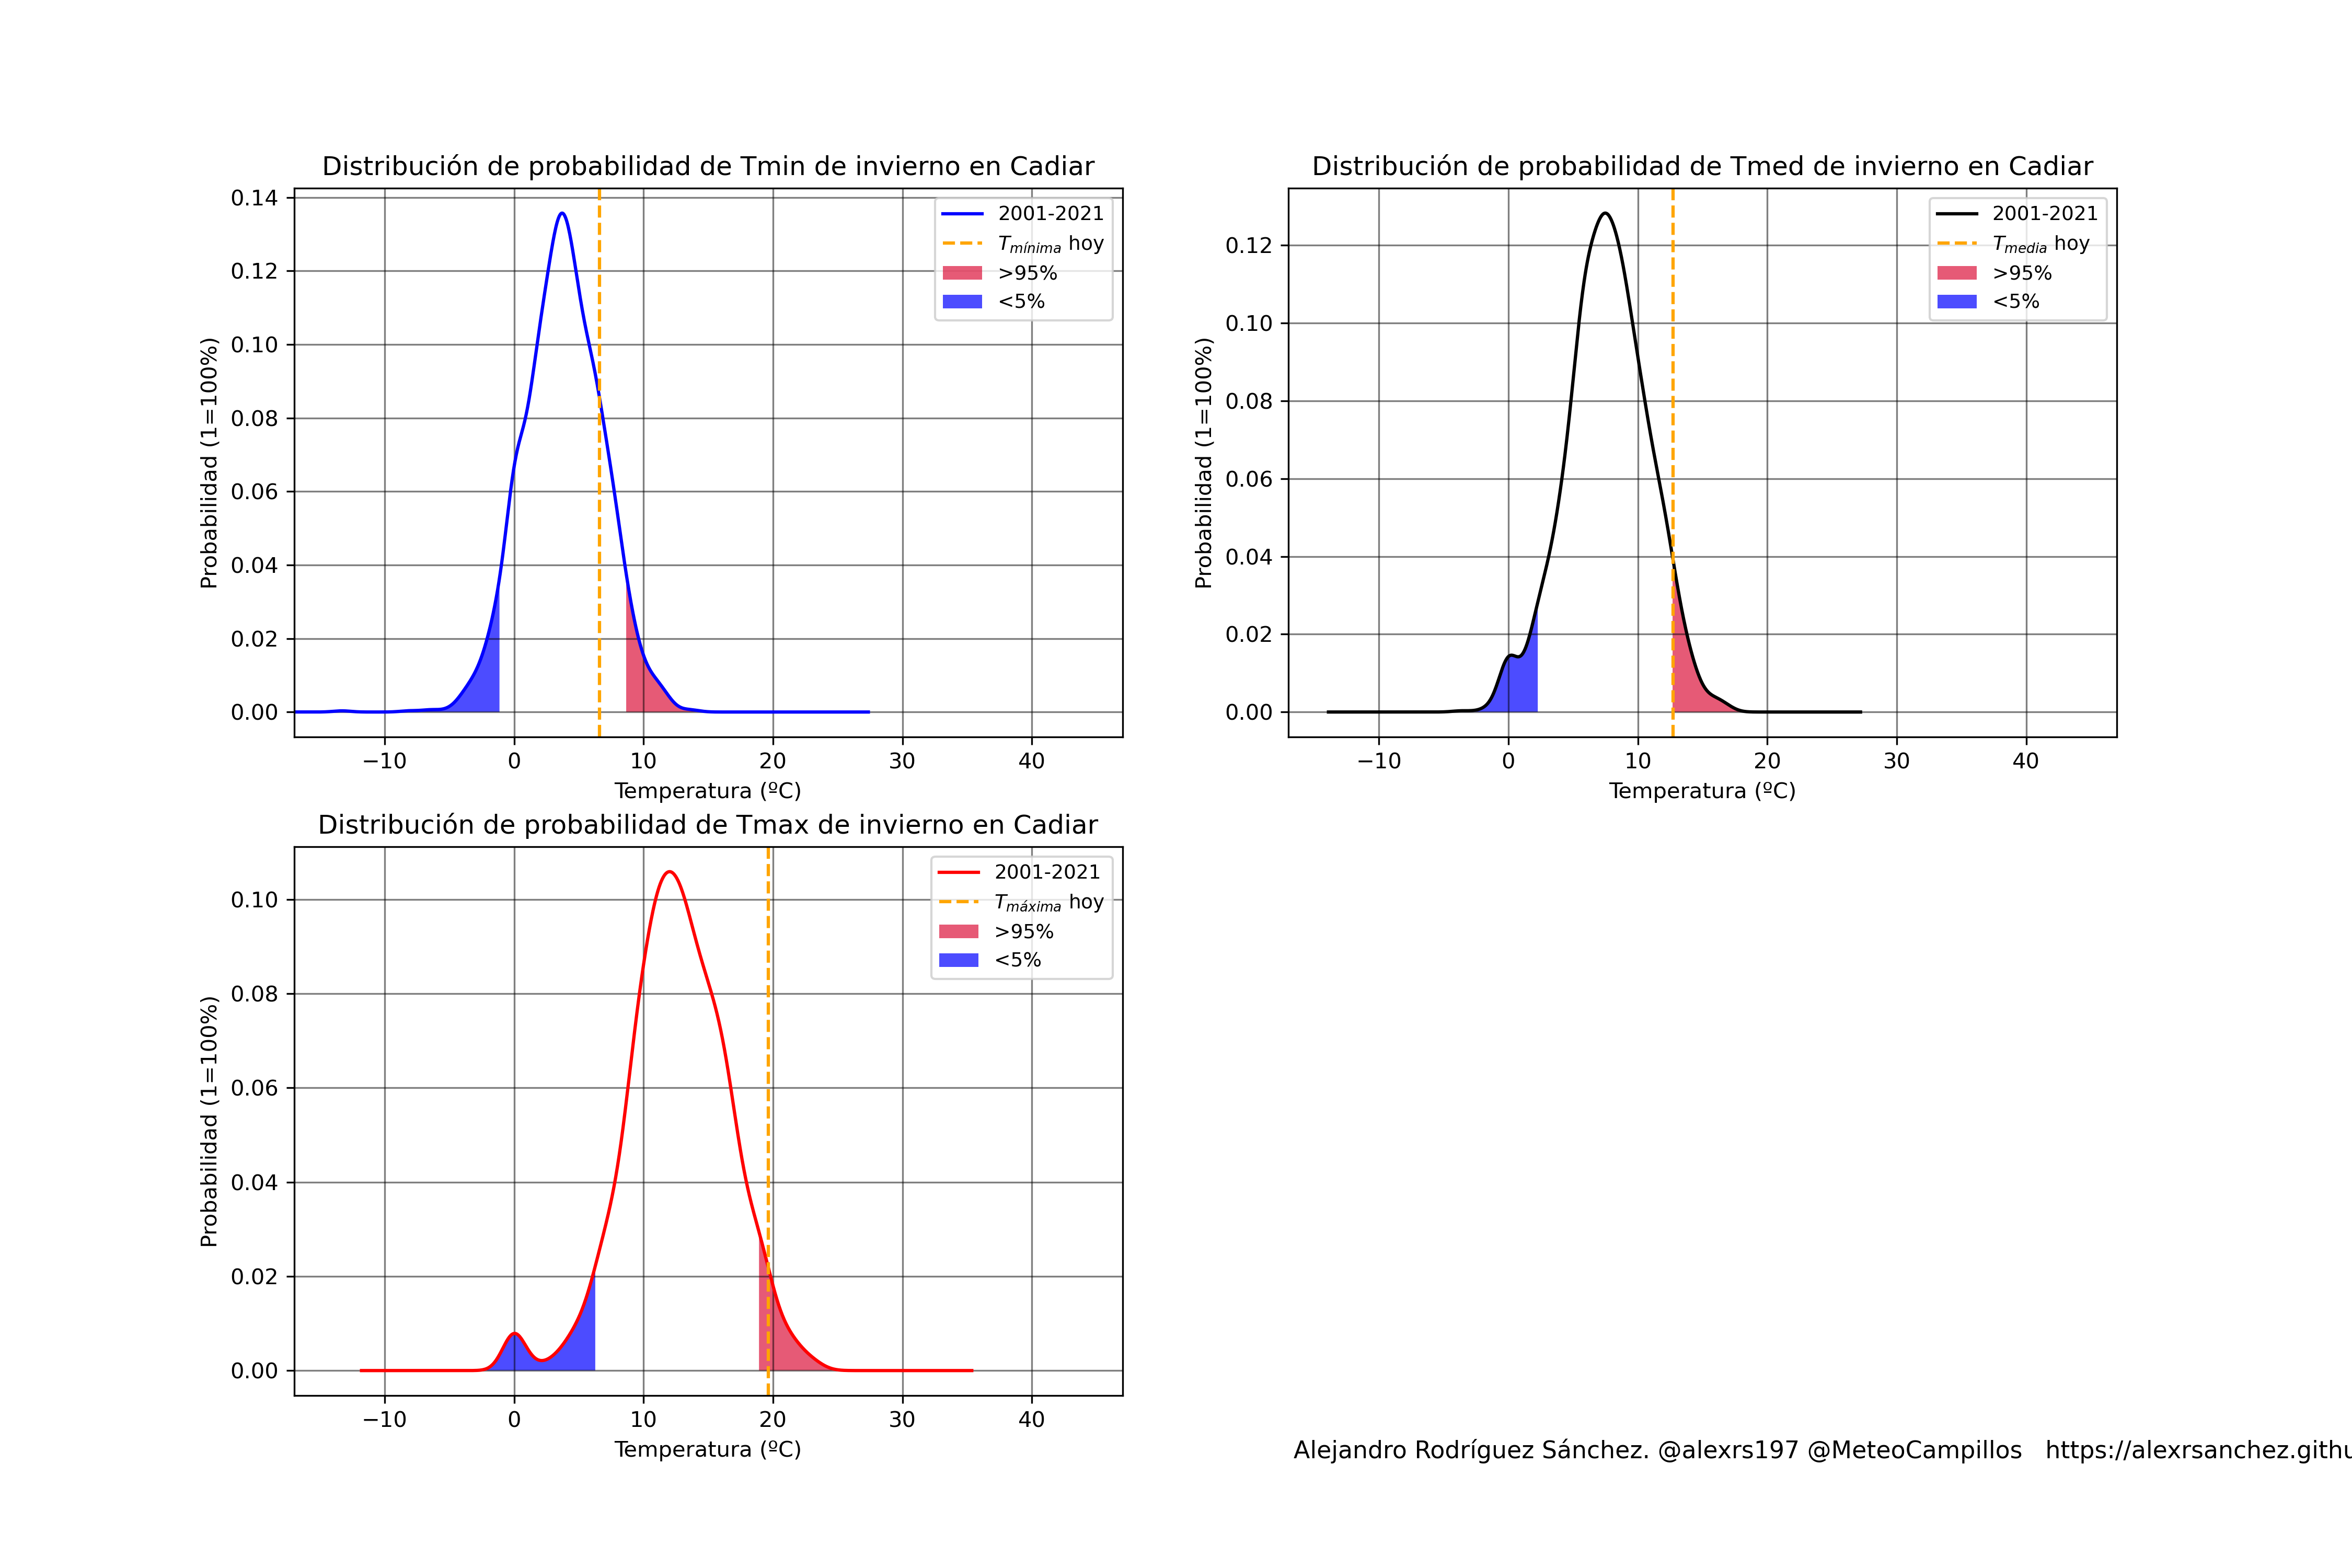 Distribución de probabilidad de Tmin de invierno en Cadiar
Probabilidad (1=100%)
0.14
0.12
0.10
0.08
0.06
0.04
0.02
0.00
2001-2021
Tmínima hoy
>95%
<5%
−10 0 10 20 30 40
Temperatura (ºC)
Distribución de probabilidad de Tmed de invierno en Cadiar
Probabilidad (1=100%)
0.12
0.10
0.08
0.06
0.04
0.02
0.00
2001-2021
Tmedia hoy
>95%
<5%
−10 0 10 20 30 40
Temperatura (ºC)
Distribución de probabilidad de Tmax de invierno en Cadiar
Probabilidad (1=100%)
0.10
0.08
0.06
0.04
0.02
0.00
2001-2021
Tmáxima hoy
>95%
<5%
−10 0 10 20 30 40
Temperatura (ºC)
Alejandro Rodríguez Sánchez. @alexrs197 @MeteoCampillos https://alexrsanchez.githu